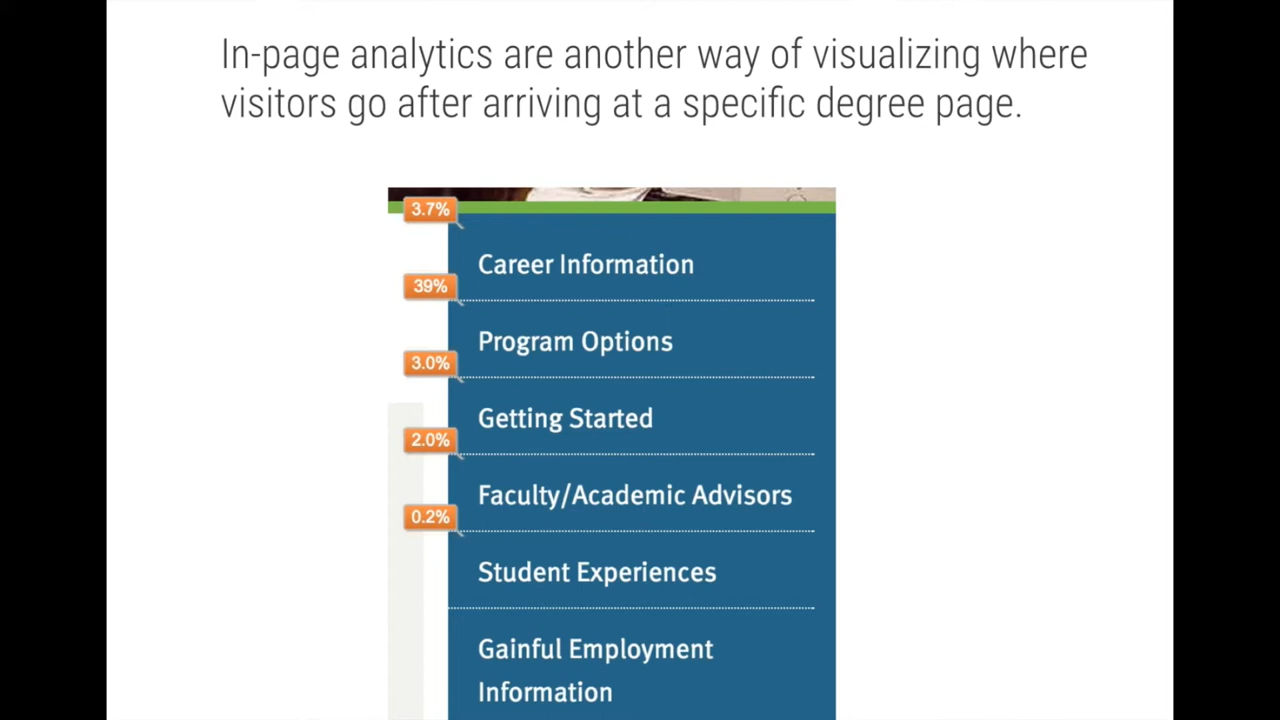 In-page analytics are another way of visualizing where
visitors go after arriving at a specific degree page.
3.7%
Career Information
39%
Program Options
3.0%
Getting Started
2.0%
Faculty/Academic Advisors
0.2%
Student Experiences
Gainful Employment
Information